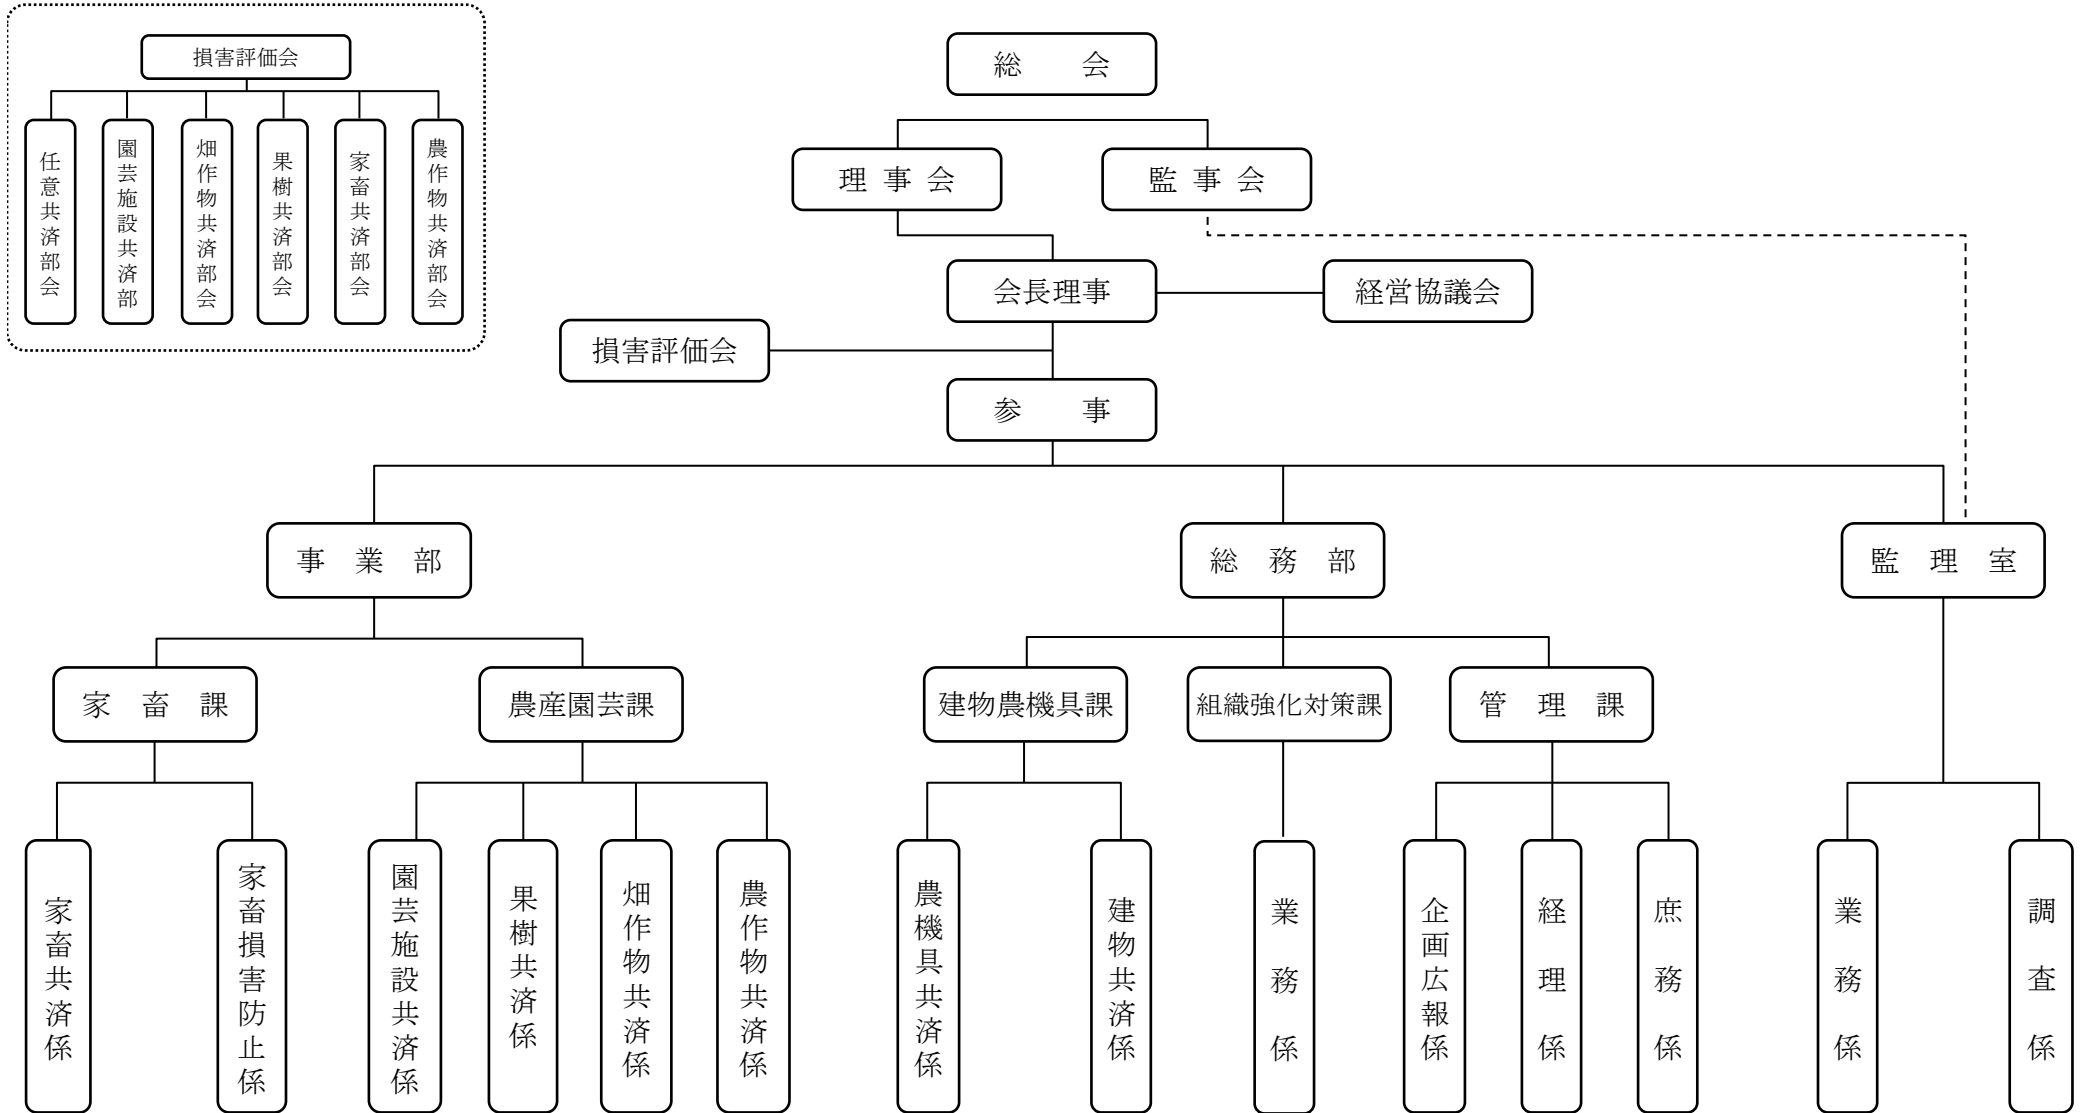 損害評価会
任意共済部会
園芸施設共済部
畑作物共済部会
果樹共済部会
家畜共済部会
農作物共済部会
総　　会
理 事 会
監 事 会
会長理事
経営協議会
損害評価会
参　　事
事　業　部
総　務　部
監　理　室
家　畜　課
農産園芸課
建物農機具課
組織強化対策課
管　理　課
家畜共済係
家畜損害防止係
園芸施設共済係
果樹共済係
畑作物共済係
農作物共済係
農機具共済係
建物共済係
業　務　係
企画広報係
経　理　係
庶　務　係
業　務　係
調　査　係